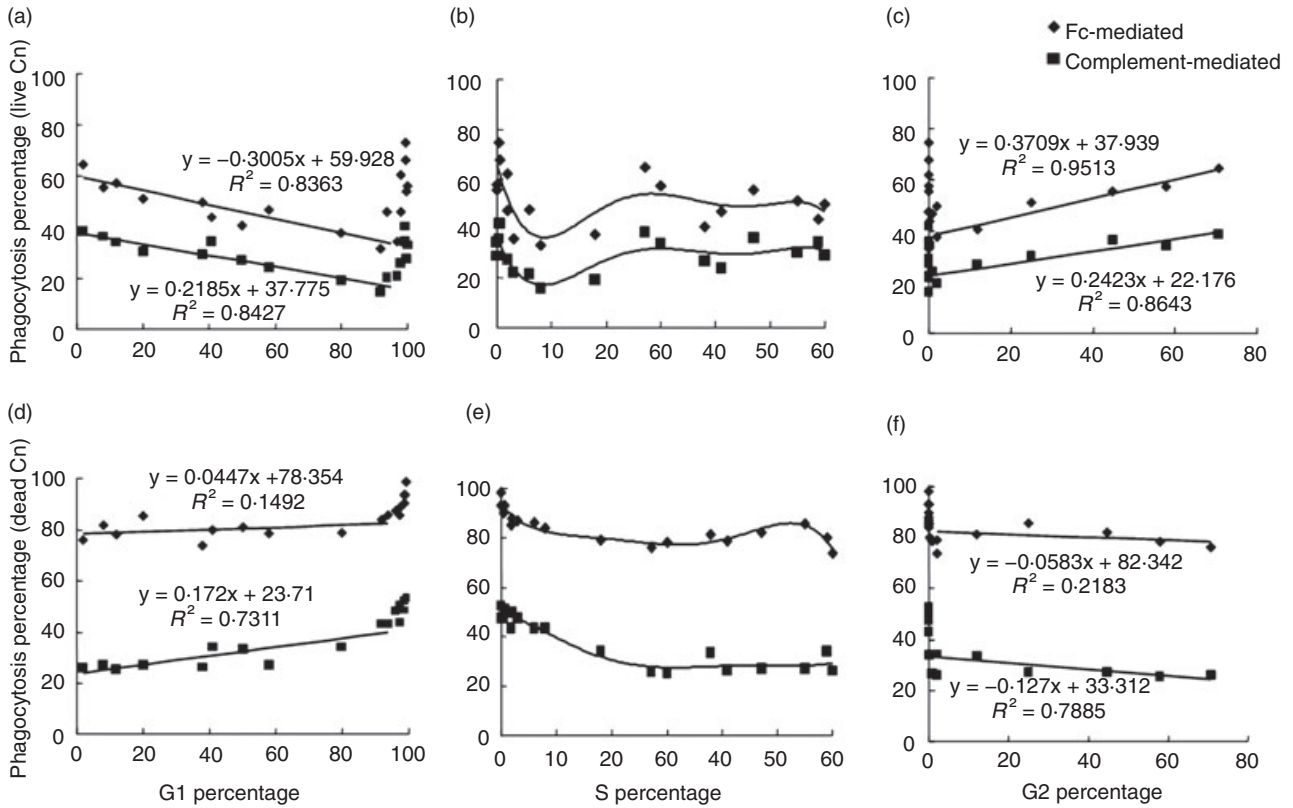 (a)
(b)
(c)
Fc-mediated
Complement-mediated
Phagocytosis percentage (live Cn)
100
80
60
40
20
0
y = −0·3005x + 59·928
R² = 0·8363
y = 0·2185x + 37·775
R² = 0·8427
0 20 40 60 80 100
100
80
60
40
20
0
0 10 20 60 40 50 60
100
80
60
40
20
0
y = 0·3709x + 37·939
R² = 0·9513
y = 0·2423x + 22·176
R² = 0·8643
0 20 40 60 80
(d)
(e)
(f)
Phagocytosis percentage (dead Cn)
100
80
60
40
20
0
y = 0·0447x +78·354
R² = 0·1492
y = 0·172x + 23·71
R² = 0·7311
0 20 40 60 80 100
G1 percentage
100
80
60
40
20
0
0 10 20 30 40 50 60
S percentage
100
80
60
40
20
0
y = −0·0583x + 82·342
R² = 0·2183
y = −0·127x + 33·312
R² = 0·7885
0 20 40 60 80
G2 percentage